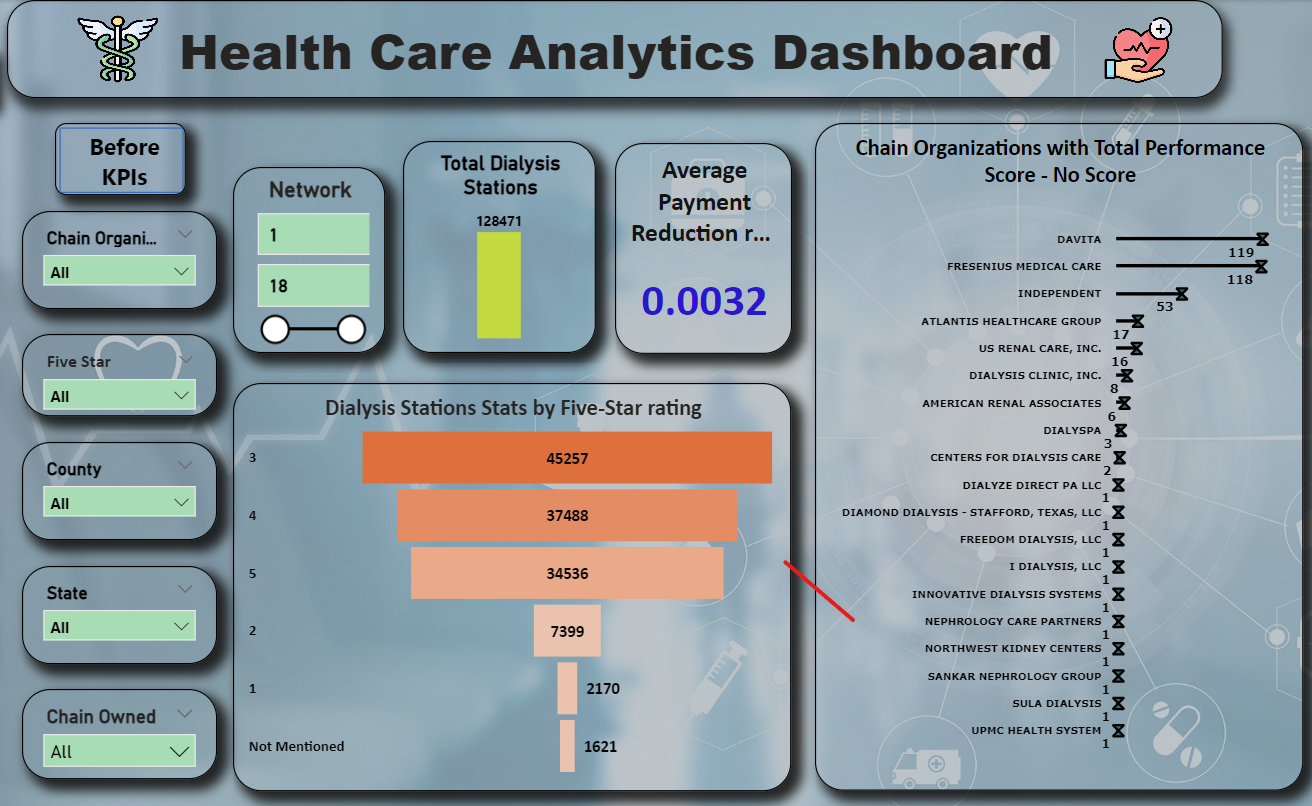 Health Care Analytics Dashboard
Before
KPIs
Chain Organi...
All
Five Star
All
County
All
State
All
Chain Owned
All
Network
1
18
Total Dialysis
Stations
128471
Average
Payment
Reduction r...
0.0032
Dialysis Stations Stats by Five-Star rating
3 45257
4 37488
5 34536
2 7399
1 2170
Not Mentioned 1621
Chain Organizations with Total Performance
Score - No Score
DAVITA 119
FRESENIUS MEDICAL CARE 118
INDEPENDENT 53
ATLANTIS HEALTHCARE GROUP 17
US RENAL CARE, INC. 16
DIALYSIS CLINIC, INC. 8
AMERICAN RENAL ASSOCIATES 6
DIALYSPA 3
CENTERS FOR DIALYSIS CARE 2
DIALYZE DIRECT PA LLC 1
DIAMOND DIALYSIS - STAFFORD, TEXAS, LLC 1
FREEDOM DIALYSIS, LLC 1
I DIALYSIS, LLC 1
INNOVATIVE DIALYSIS SYSTEMS 1
NEPHROLOGY CARE PARTNERS 1
NORTHWEST KIDNEY CENTERS 1
SANKAR NEPHROLOGY GROUP 1
SULA DIALYSIS 1
UPMC HEALTH SYSTEM 1